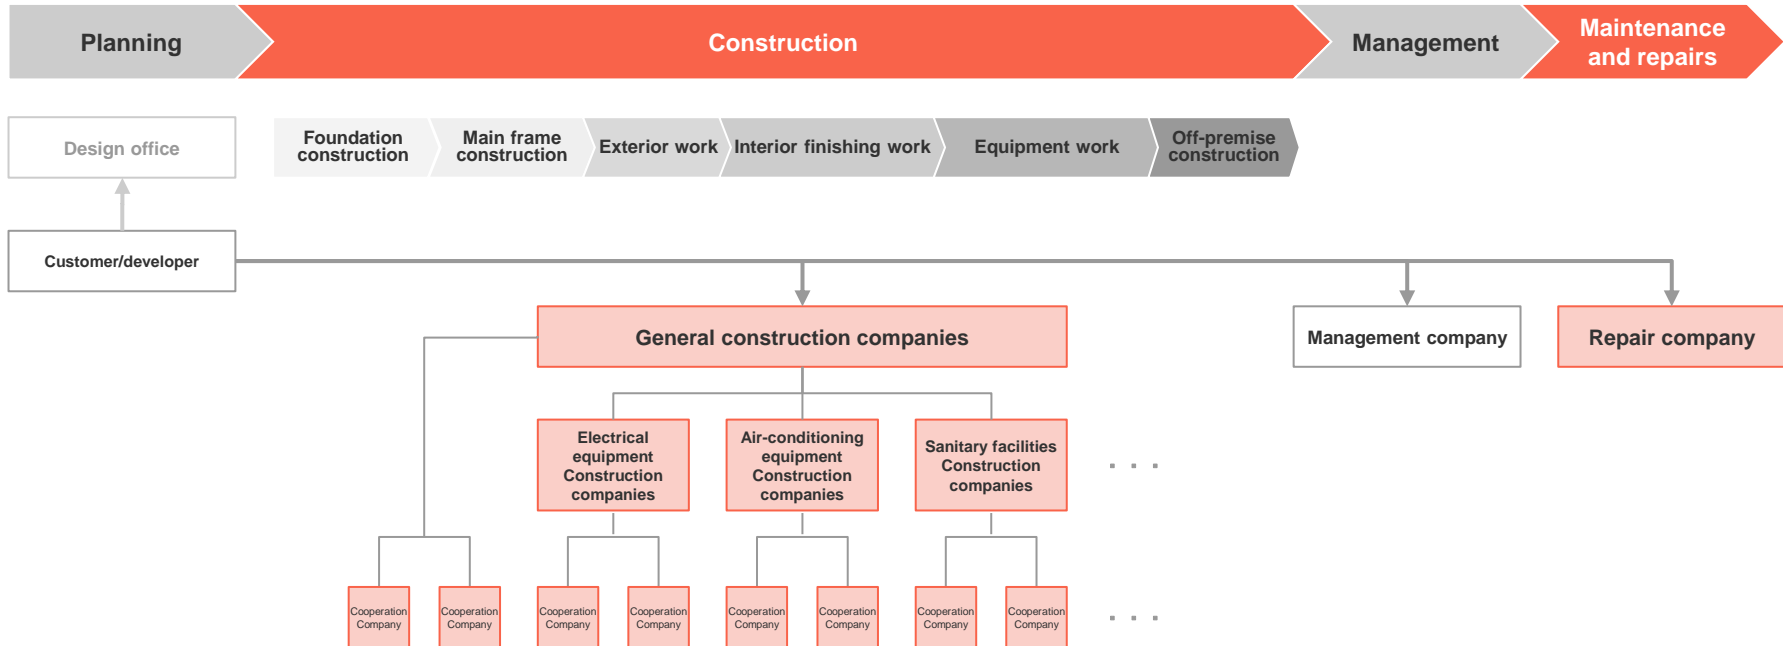 Planning
Construction
Management
Maintenance
and repairs
Design office
Foundation
construction
Main frame
construction
Exterior work
Interior finishing work
Equipment work
Off-premise
construction
Customer/developer
General construction companies
Management company
Repair company
Electrical
equipment
Construction
companies
Air-conditioning
equipment
Construction
companies
Sanitary facilities
Construction
companies
. . .
Cooperation
Company
Cooperation
Company
Cooperation
Company
Cooperation
Company
Cooperation
Company
Cooperation
Company
Cooperation
Company
Cooperation
Company
. . .